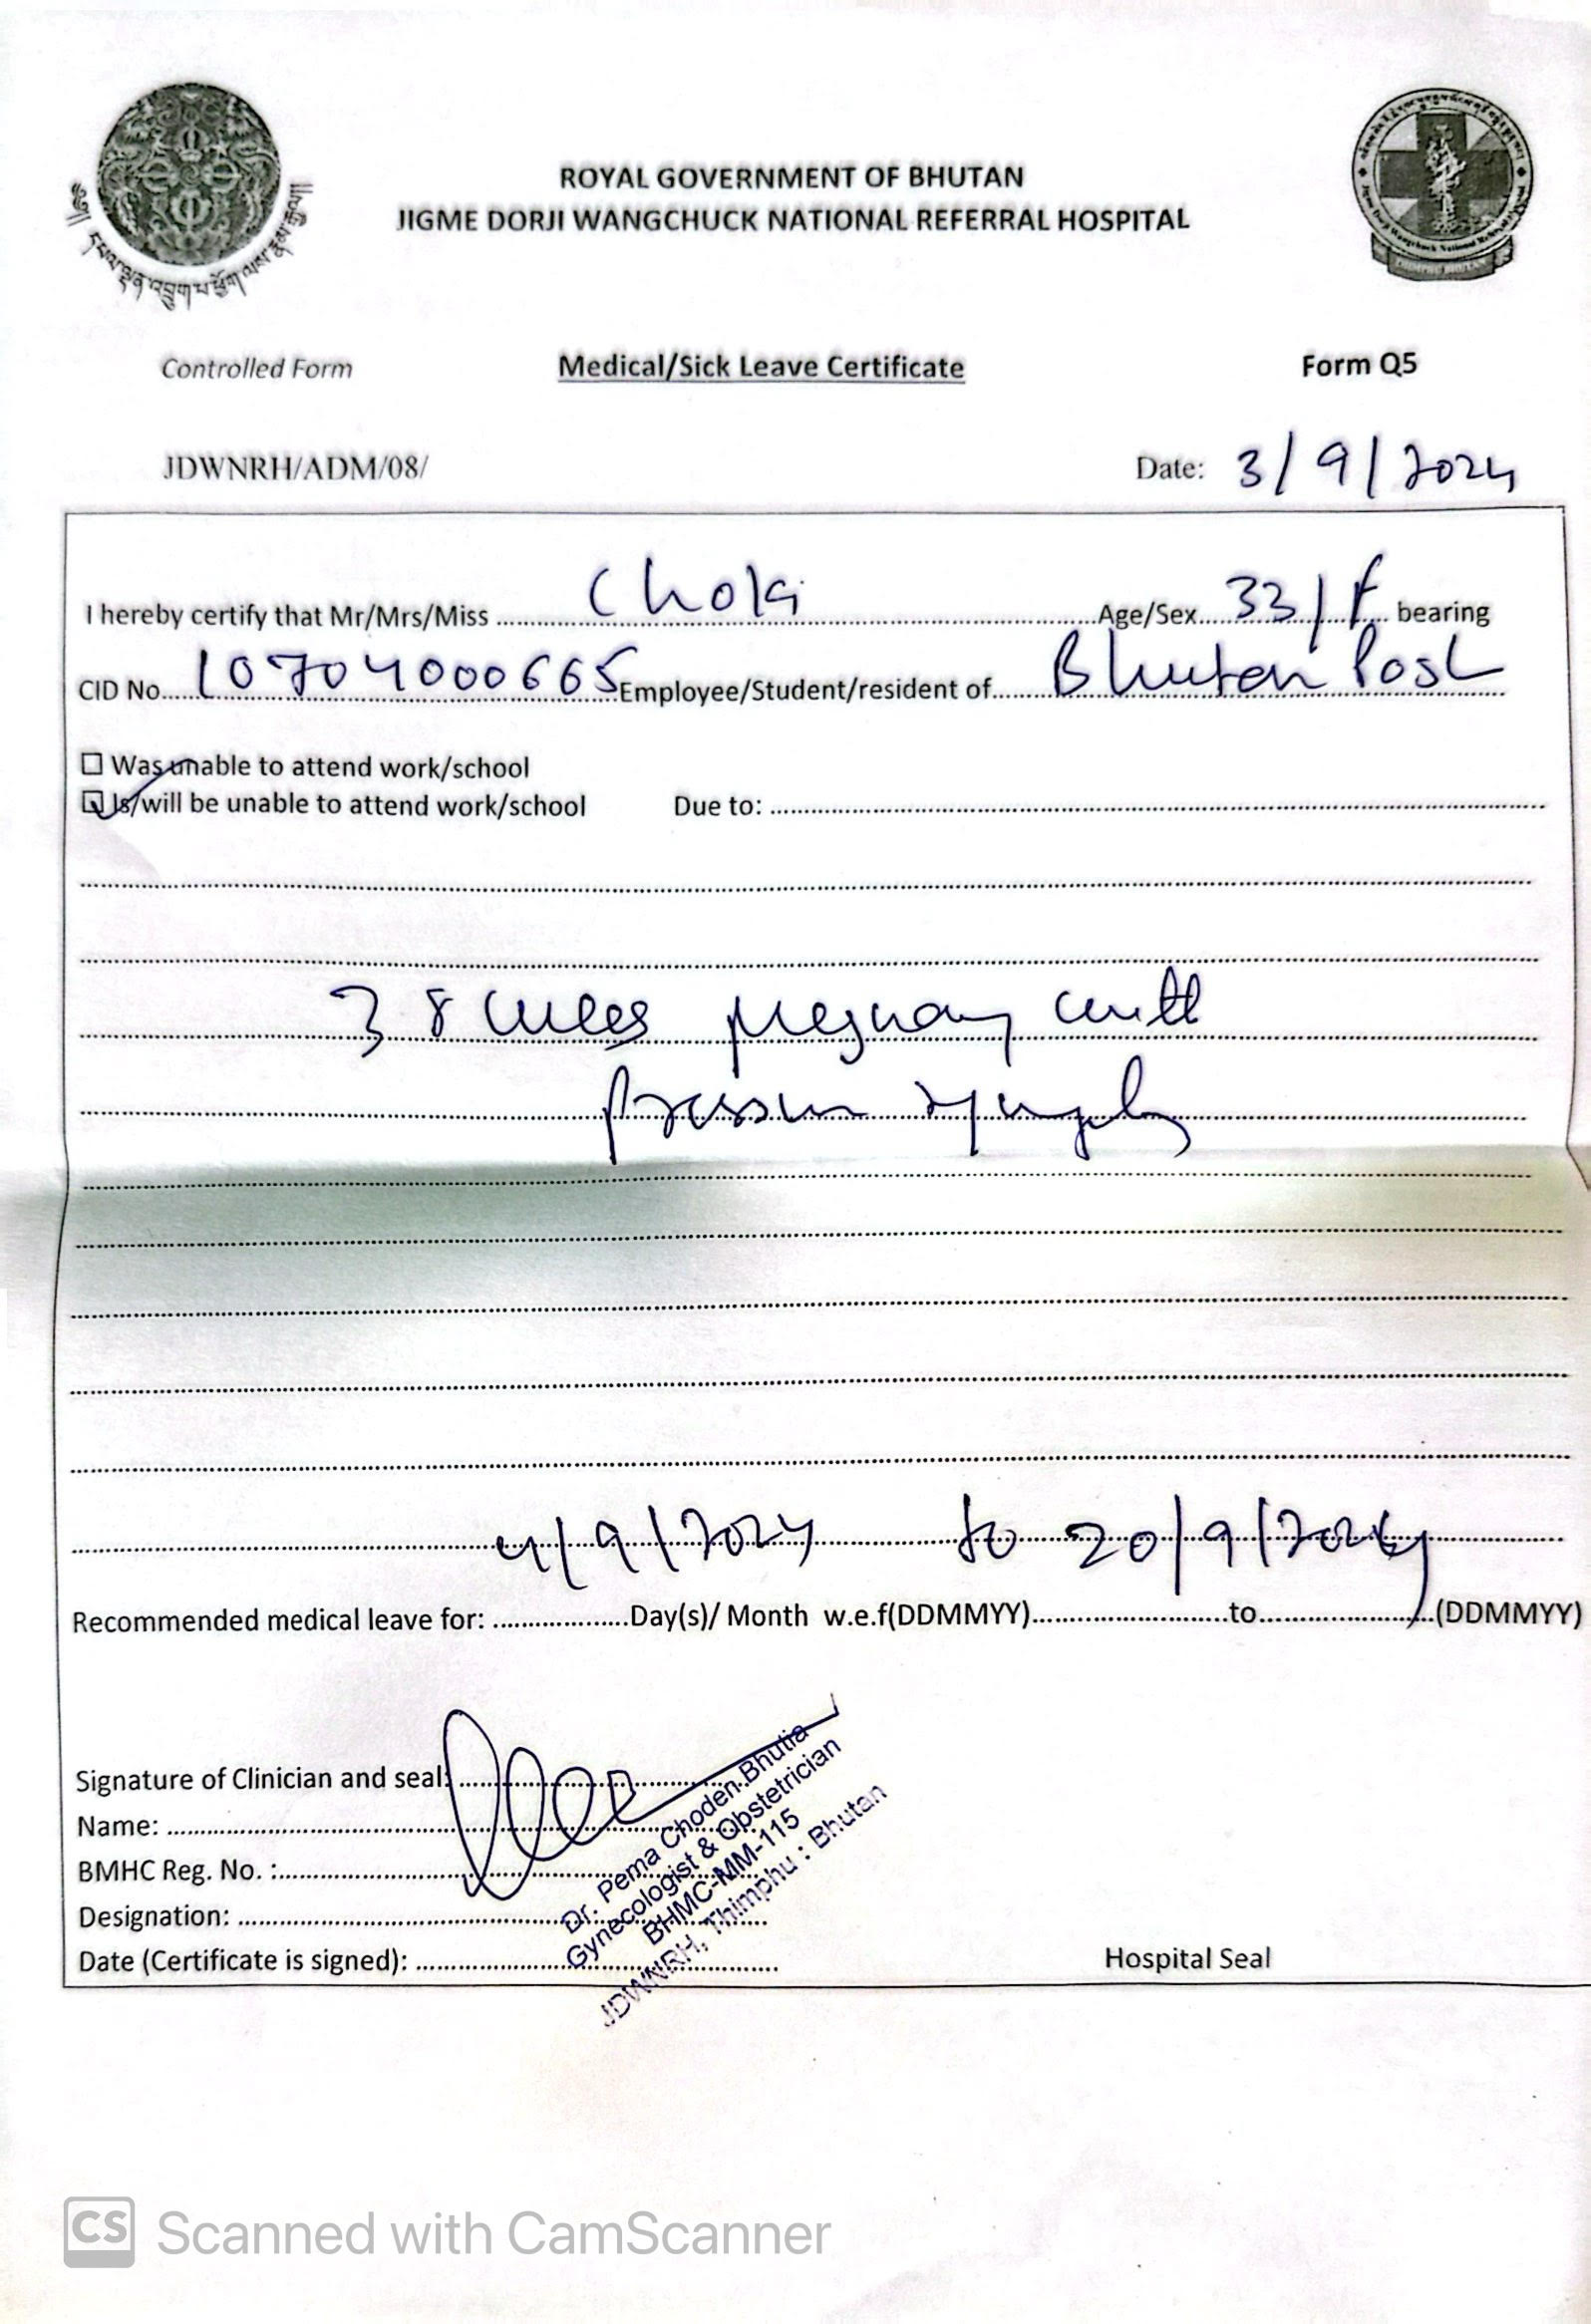 ROYAL GOVERNMENT OF BHUTAN
JIGME DORJI WANGCHUCK NATIONAL REFERRAL HOSPITAL
Controlled Form Medical/Sick Leave Certificate Form Q5
JDWNRH/ADM/08/ Date: 3/9/2024
I hereby certify that Mr/Mrs/Miss Choki Age/Sex 33/F bearing
CID No 10704000665 Employee/Student/resident of Bhutan Post
Was unable to attend work/school
Is/will be unable to attend work/school Due to:
38 weeks pregnancy with
pressure
4/9/2024 to 20/9/2024
Recommended medical leave for: Day(s)/ Month w.e.f(DDMMYY) to (DDMMYY)
Signature of Clinician and seal:
Name:
BMHC Reg. No. :
Designation:
Date (Certificate is signed):
Dr. Pema Choden Bhutia
Gynecologist & Obstetrician
BHMC-MM-115
JDWNRH, Thimphu : Bhutan
Hospital Seal
CS Scanned with CamScanner